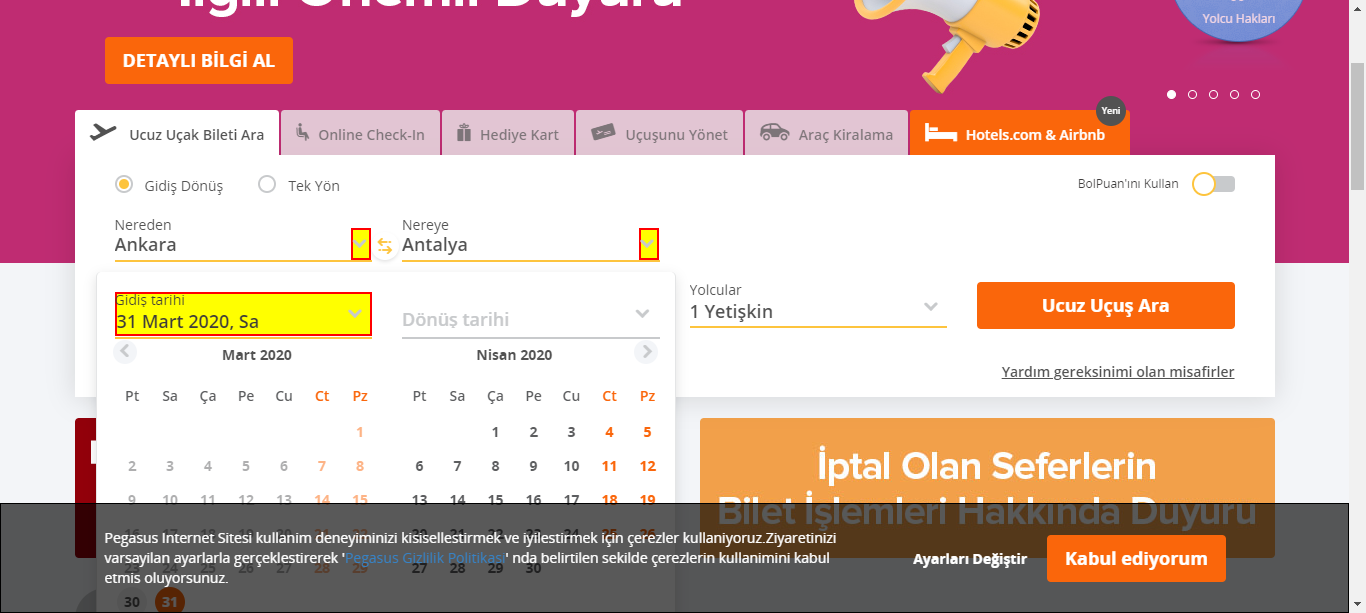 İlgili Önemli Duyuru
Yolcu Hakları
DETAYLI BİLGİ AL
Yeni
Ucuz Uçak Bileti Ara
Online Check-In
Hediye Kart
Uçuşunu Yönet
Araç Kiralama
Hotels.com & Airbnb
Gidiş Dönüş
Tek Yön
BolPuan'ını Kullan
Nereden
Ankara
Nereye
Antalya
Gidiş tarihi
31 Mart 2020, Sa
Dönüş tarihi
Yolcular
1 Yetişkin
Ucuz Uçuş Ara
Yardım gereksinimi olan misafirler
Mart 2020
Pt Sa Ça Pe Cu Ct Pz
1
2 3 4 5 6 7 8
9 10 11 12 13 14 15
16 17 18 19 20 21 22
23 24 25 26 27 28 29
30 31
Nisan 2020
Pt Sa Ça Pe Cu Ct Pz
1 2 3 4 5
6 7 8 9 10 11 12
13 14 15 16 17 18 19
20 21 22 23 24 25 26
27 28 29 30
İptal Olan Seferlerin
Bilet İşlemleri Hakkında Duyuru
Pegasus Internet Sitesi kullanim deneyiminizi kisisellestirmek ve iyilestirmek için çerezler kullaniyoruz.Ziyaretinizi
varsayilan ayarlarla gerçeklestirerek 'Pegasus Gizlilik Politikasi' nda belirtilen sekilde çerezlerin kullanimini kabul
etmis oluyorsunuz.
Ayarları Değiştir
Kabul ediyorum